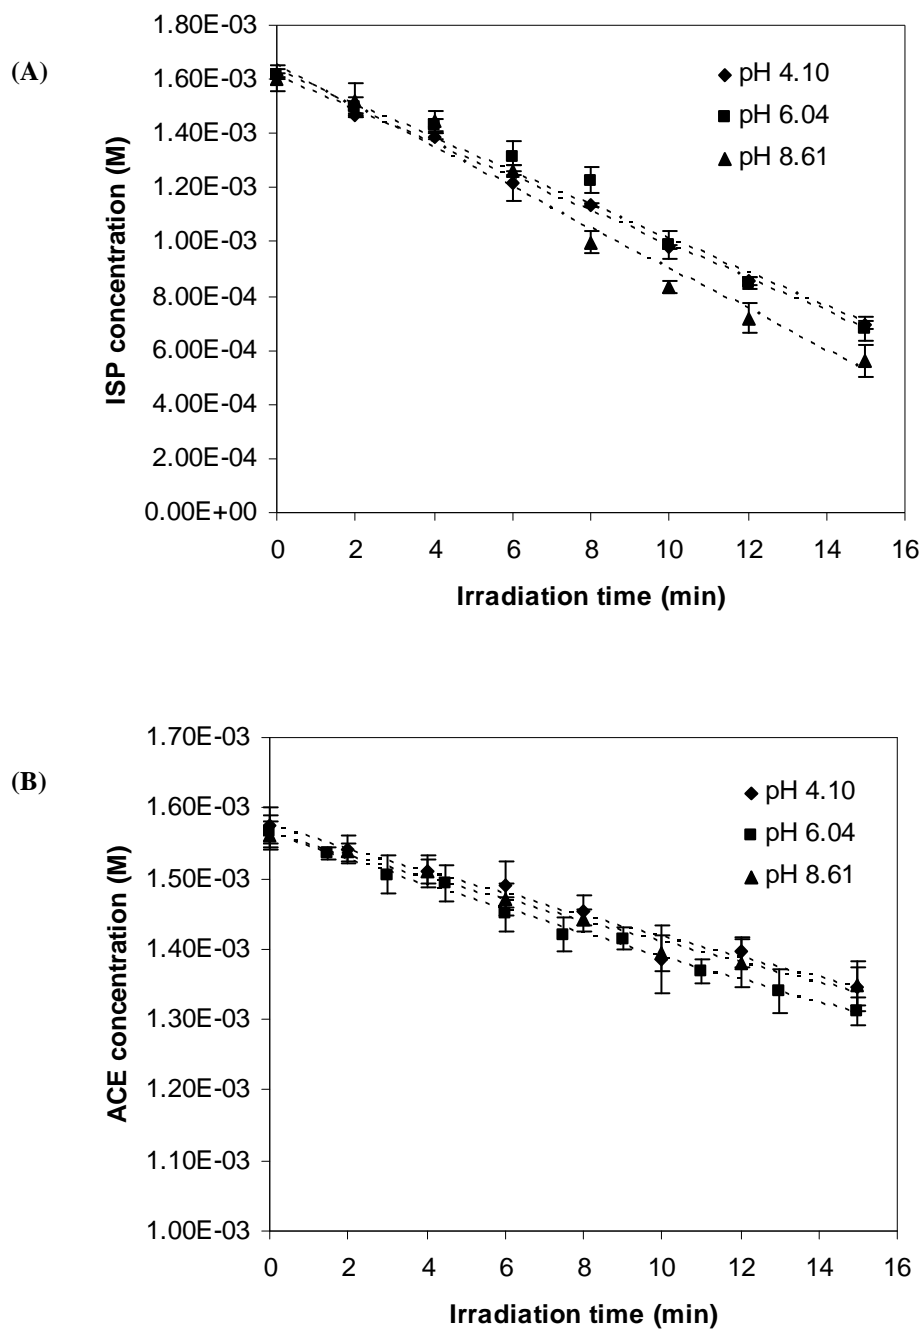 (A)
ISP concentration (M)
1.80E-03
1.60E-03
1.40E-03
1.20E-03
1.00E-03
8.00E-04
6.00E-04
4.00E-04
2.00E-04
0.00E+00
pH 4.10
pH 6.04
pH 8.61
0 2 4 6 8 10 12 14 16
Irradiation time (min)
(B)
ACE concentration (M)
1.70E-03
1.60E-03
1.50E-03
1.40E-03
1.30E-03
1.20E-03
1.10E-03
1.00E-03
pH 4.10
pH 6.04
pH 8.61
0 2 4 6 8 10 12 14 16
Irradiation time (min)